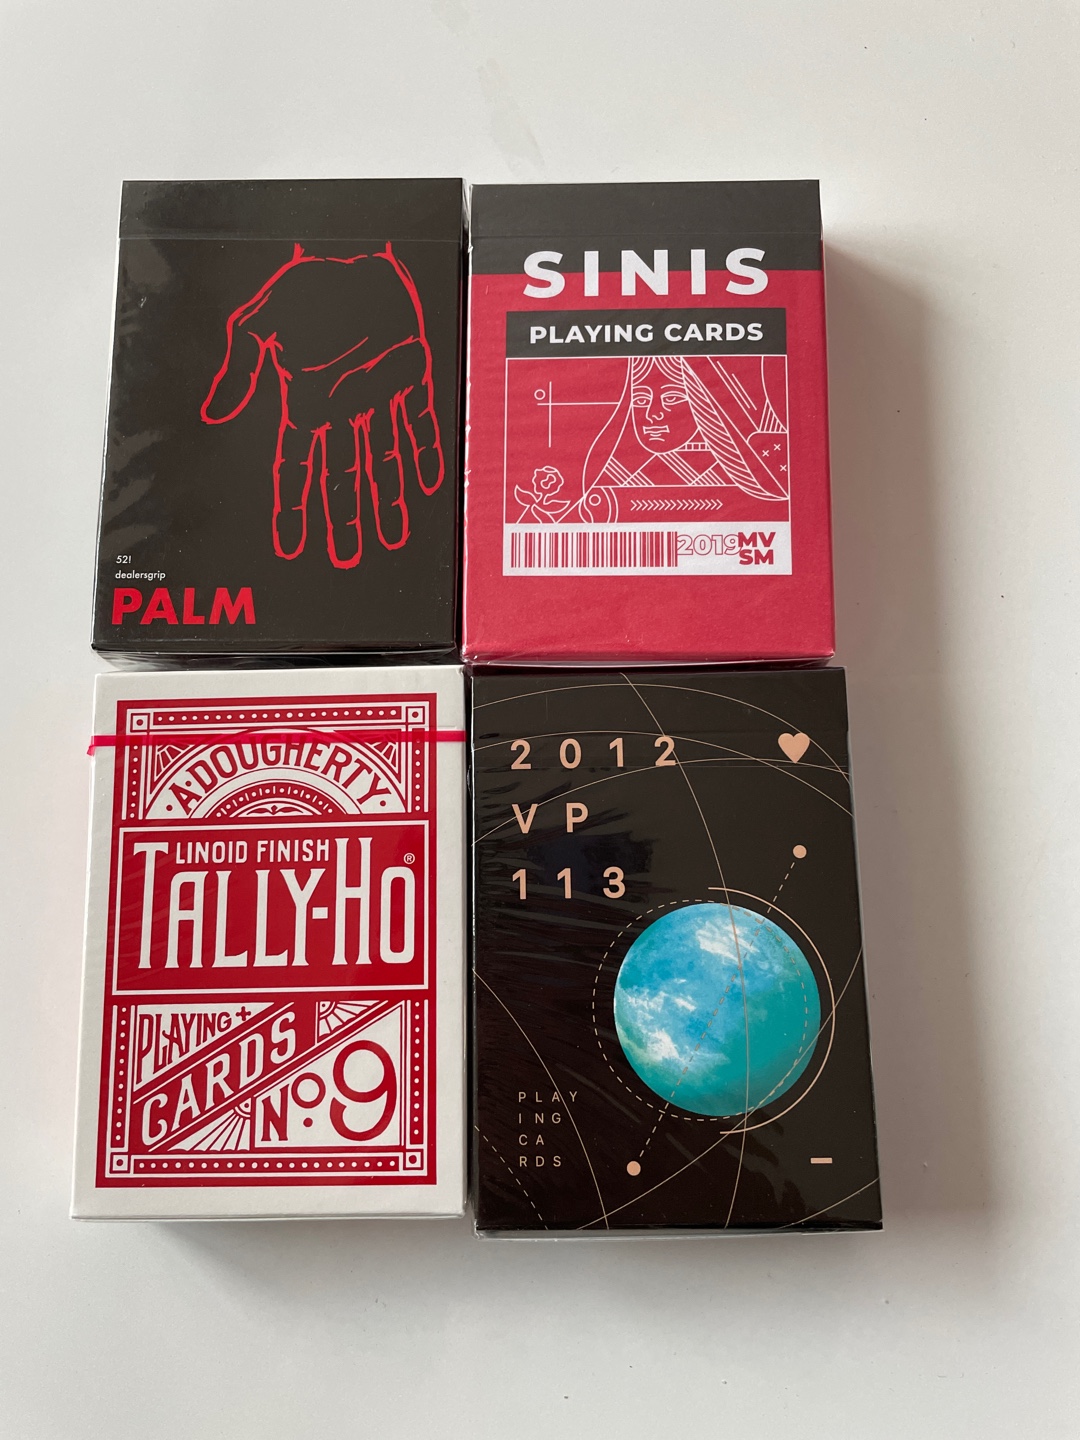 52!
dealersgrip
PALM
SINIS
PLAYING CARDS
2019 MV
SM
A·DOUGHERTY
LINOID FINISH
TALLY-HO®
PLAYING
CARDS
No. 9
2012
VP
113
PLAY
ING
CA
RDS